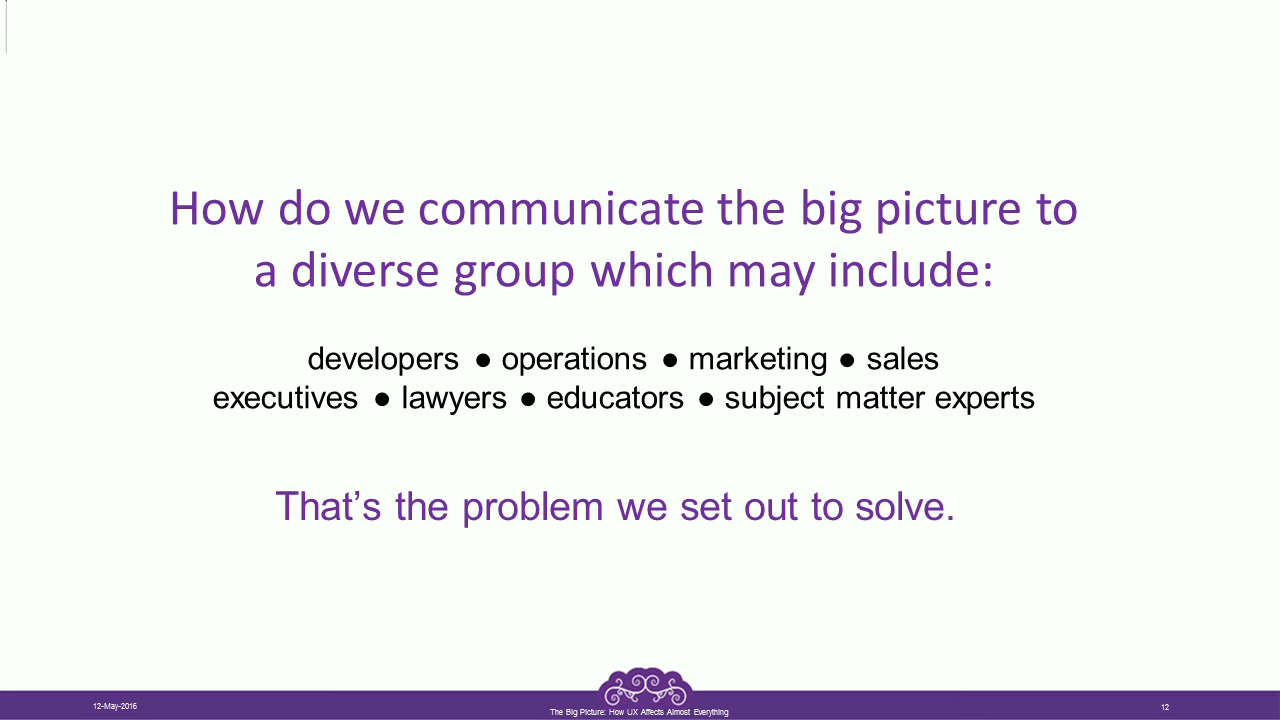 How do we communicate the big picture to
a diverse group which may include:
developers ● operations ● marketing ● sales
executives ● lawyers ● educators ● subject matter experts
That’s the problem we set out to solve.
12-May-2016
The Big Picture: How UX Affects Almost Everything
12